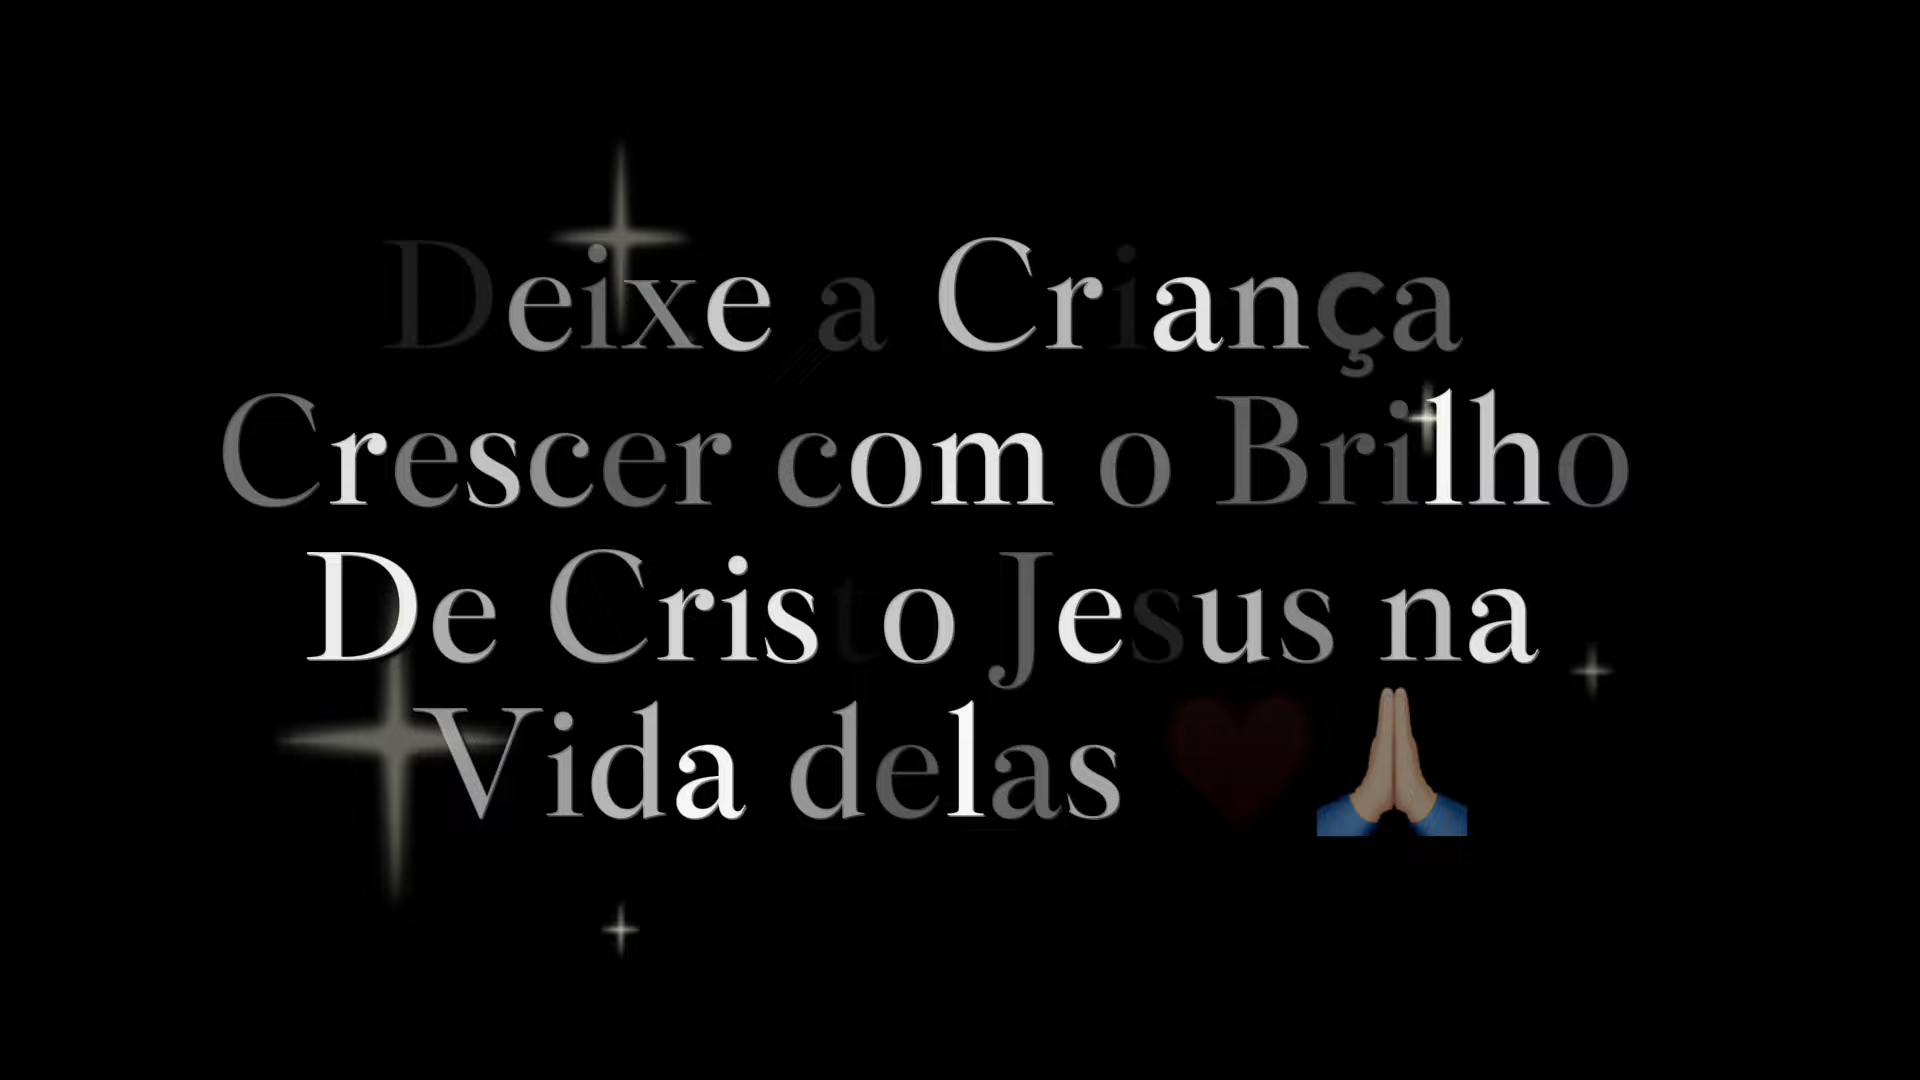 Deixe a Criança
Crescer com o Brilho
De Cristo Jesus na
Vida delas ❤️🙏🏼